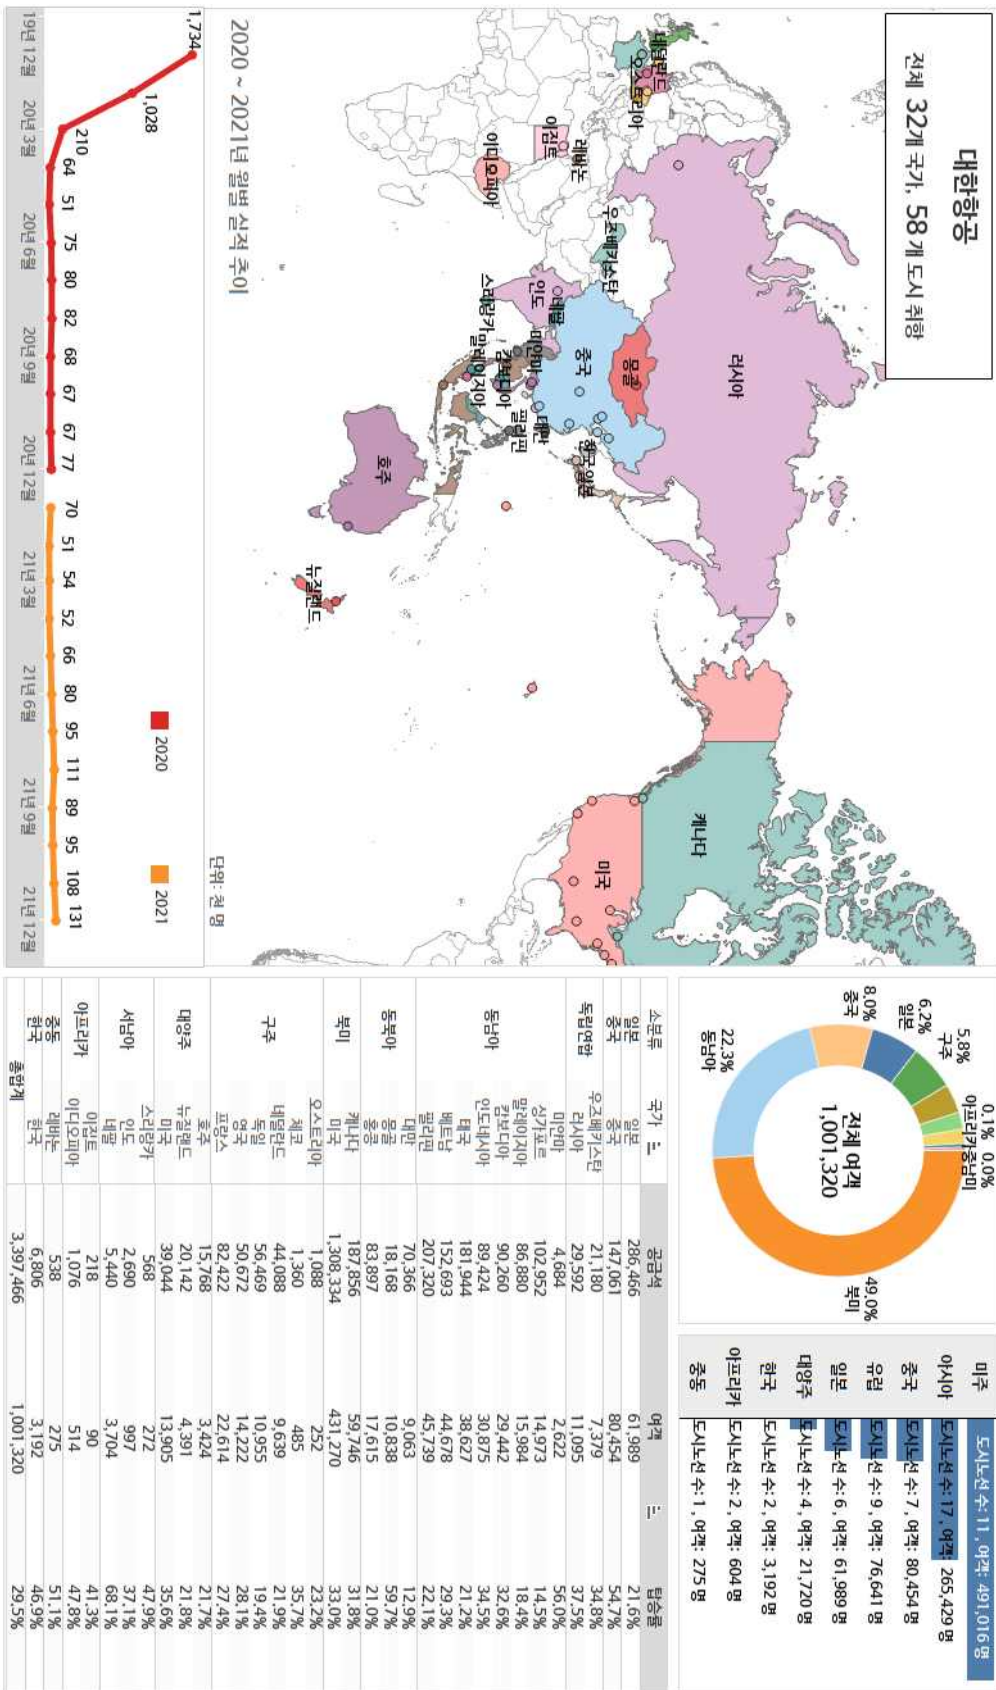 대한항공
전체 32개 국가, 58 개 도시 취항
네덜란드
오스트리아
이집트
레바논
이디오피아
우즈베키스탄
러시아
몽골
중국
네팔
인도
스리랑카
미얀마
캄보디아
말레이지아
필리핀
대만
한국
일본
호주
뉴질랜드
캐나다
미국
2020 ~ 2021년 월별 실적 추이
단위: 천 명
2020
2021
1,734
1,028
210
64
51
75
80
82
68
67
67
77
70
51
54
52
66
80
95
111
89
95
108
131
19년 12월
20년 3월
20년 6월
20년 9월
20년 12월
21년 3월
21년 6월
21년 9월
21년 12월
전체 여객
1,001,320
49.0%
북미
22.3%
동남아
8.0%
중국
6.2%
일본
5.8%
구주
0.1%
아프리카
0.0%
중남미
미주 도시노선 수: 11 , 여객: 491,016 명
아시아 도시노선 수: 17 , 여객: 265,429 명
중국 도시노선 수: 7 , 여객: 80,454 명
유럽 도시노선 수: 9 , 여객: 76,641 명
일본 도시노선 수: 6 , 여객: 61,989 명
대양주 도시노선 수: 4 , 여객: 21,720 명
한국 도시노선 수: 2 , 여객: 3,192 명
아프리카 도시노선 수: 2 , 여객: 604 명
중동 도시노선 수: 1 , 여객: 275 명
소분류 국가 공급석 여객 탑승률
일본 일본 286,466 61,989 21.6%
중국 중국 147,061 80,454 54.7%
독립연합 우즈베키스탄 21,180 7,379 34.8%
러시아 29,592 11,095 37.5%
동남아 미얀마 4,684 2,622 56.0%
싱가포르 102,952 14,973 14.5%
말레이지아 86,880 15,984 18.4%
캄보디아 90,260 29,442 32.6%
인도네시아 89,424 30,875 34.5%
태국 181,944 38,627 21.2%
베트남 152,693 44,678 29.3%
필리핀 207,320 45,739 22.1%
동북아 대만 70,366 9,063 12.9%
몽골 18,168 10,838 59.7%
홍콩 83,897 17,615 21.0%
북미 캐나다 187,856 59,746 31.8%
미국 1,308,334 431,270 33.0%
구주 오스트리아 1,088 252 23.2%
체코 1,360 485 35.7%
네덜란드 44,088 9,639 21.9%
독일 56,469 10,955 19.4%
영국 50,672 14,222 28.1%
프랑스 82,422 22,614 27.4%
대양주 호주 15,768 3,424 21.7%
뉴질랜드 20,142 4,391 21.8%
미국 39,044 13,905 35.6%
서남아 스리랑카 568 272 47.9%
인도 2,690 997 37.1%
네팔 5,440 3,704 68.1%
아프리카 이집트 218 90 41.3%
이디오피아 1,076 514 47.8%
중동 레바논 538 275 51.1%
한국 한국 6,806 3,192 46.9%
총합계 3,397,466 1,001,320 29.5%